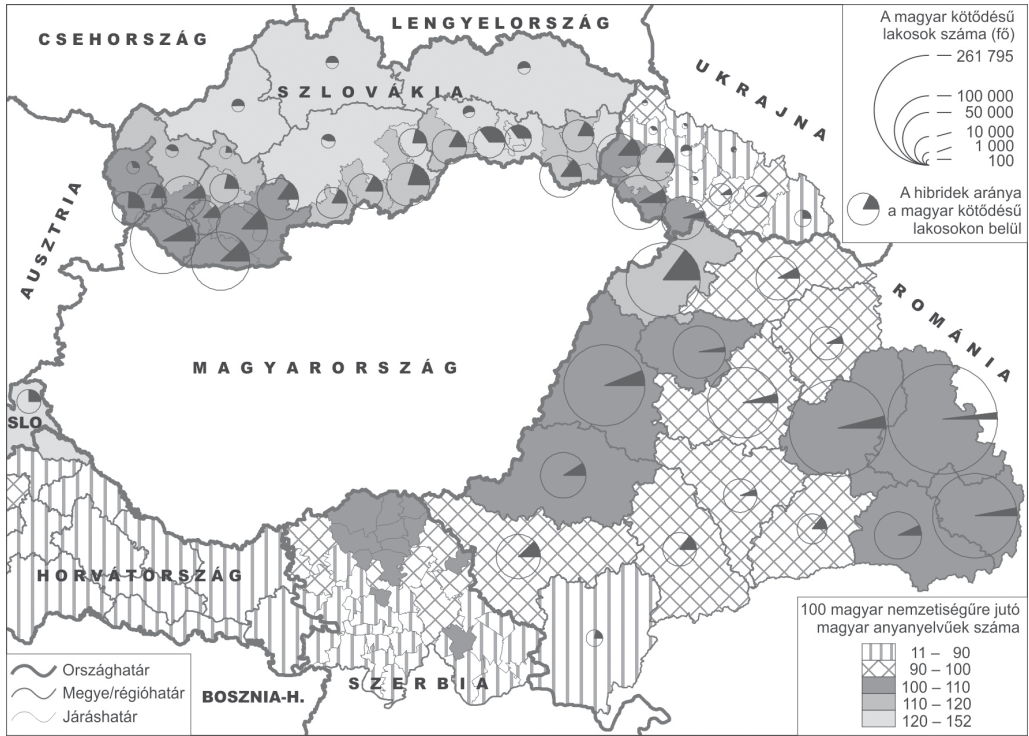 CSEHORSZÁG
LENGYELORSZÁG
SZLOVÁKIA
UKRAJNA
AUSZTRIA
MAGYARORSZÁG
ROMÁNIA
SLO
HORVÁTORSZÁG
BOSZNIA-H.
SZERBIA
A magyar kötődésű
lakosok száma (fő)
261 795
100 000
50 000
10 000
1 000
100
A hibridek aránya
a magyar kötődésű
lakosokon belül
Országhatár
Megye/régióhatár
Járáshatár
100 magyar nemzetiségűre jutó
magyar anyanyelvűek száma
11 – 90
90 – 100
100 – 110
110 – 120
120 – 152